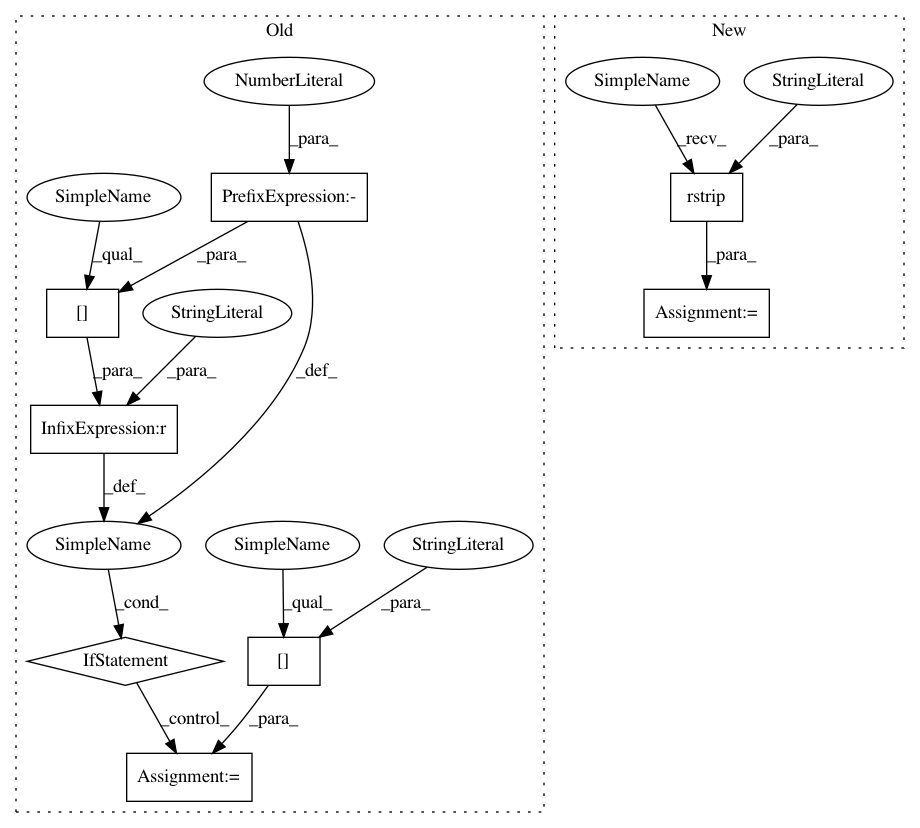 Old
New
NumberLiteral
SimpleName
StringLiteral
_para_
_recv_
_para_
SimpleName
PrefixExpression:-
rstrip
_qual_
_para_
_para_
[]
StringLiteral
Assignment:=
_para_
_para_
_def_
InfixExpression:r
_def_
SimpleName
SimpleName
StringLiteral
_cond_
_qual_
_para_
IfStatement
[]
_control_
_para_
Assignment:=